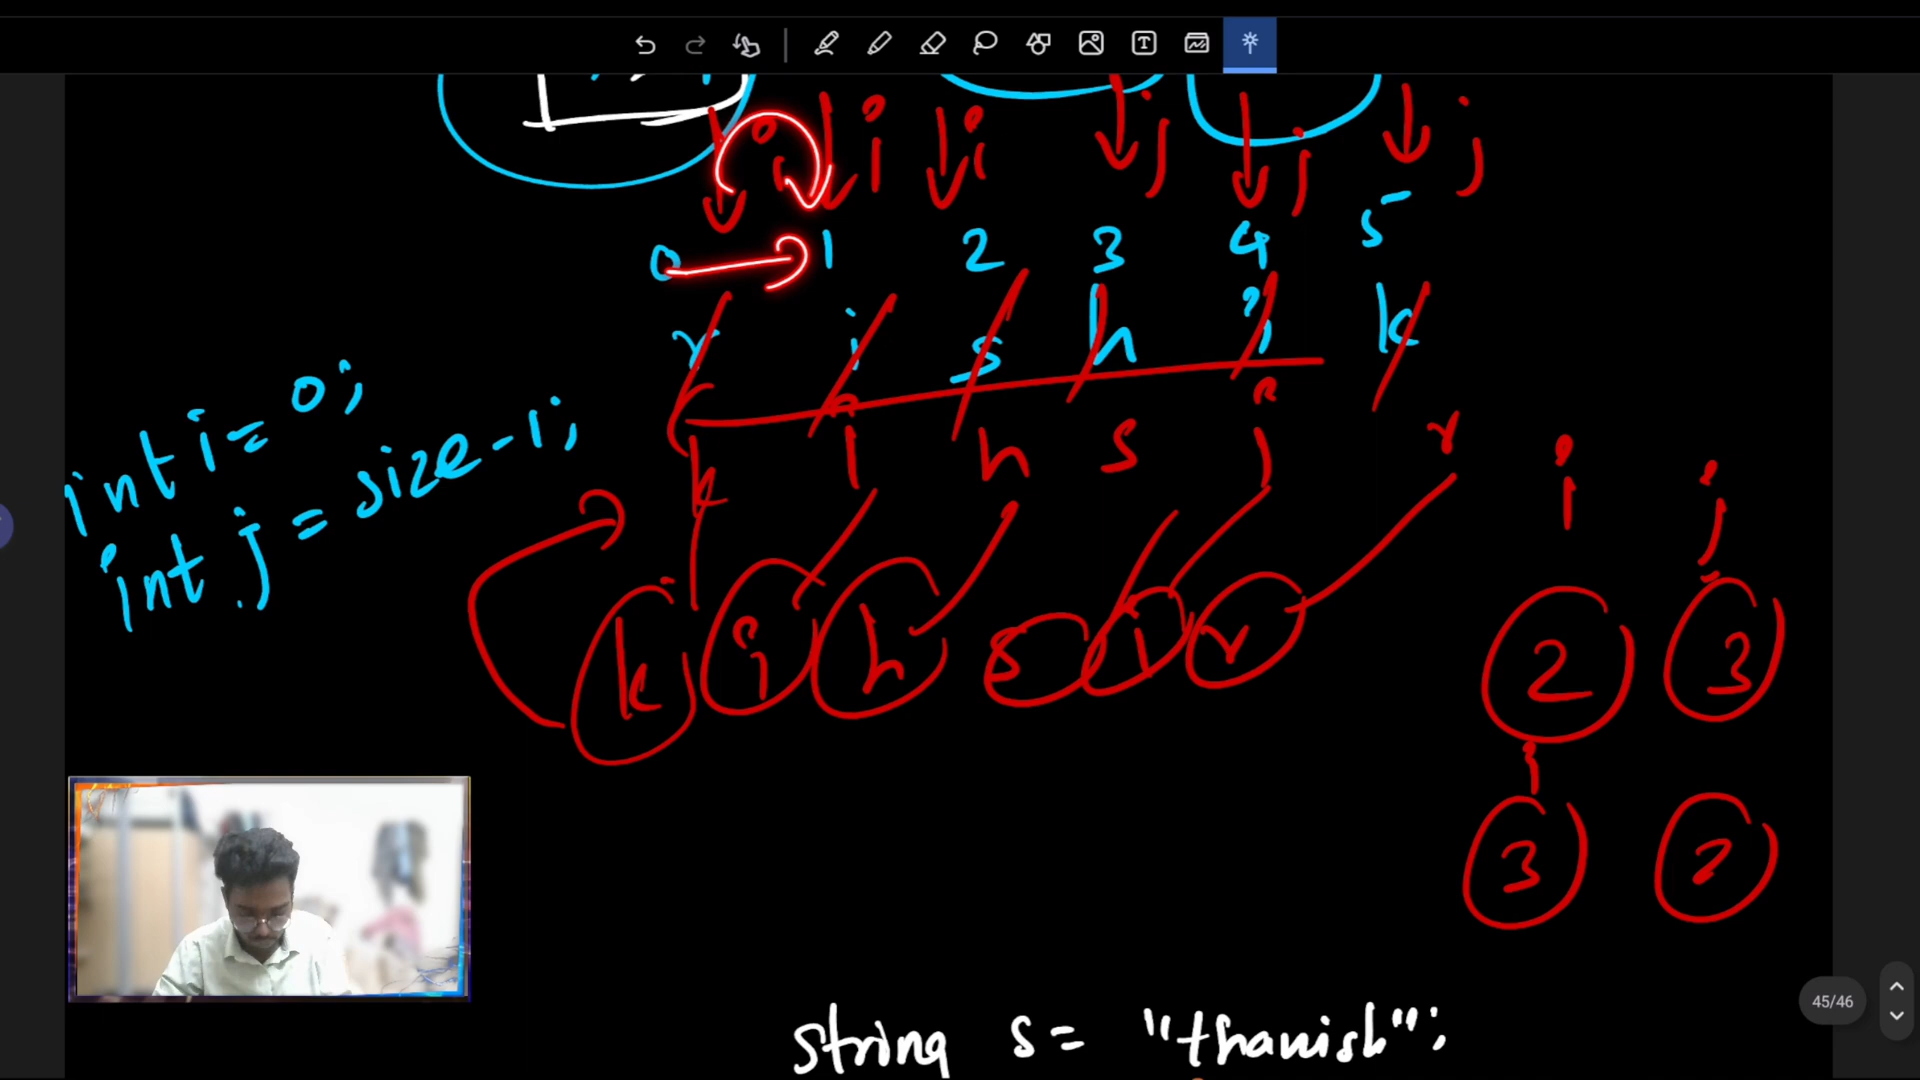 i i i j j j
0 1 2 3 4 5
r i s h i k
int i = 0;
int j = size-1;
k i h s i r
i j
k i h s i r
2 3
i
3 2
45/46
string s = "thanish";